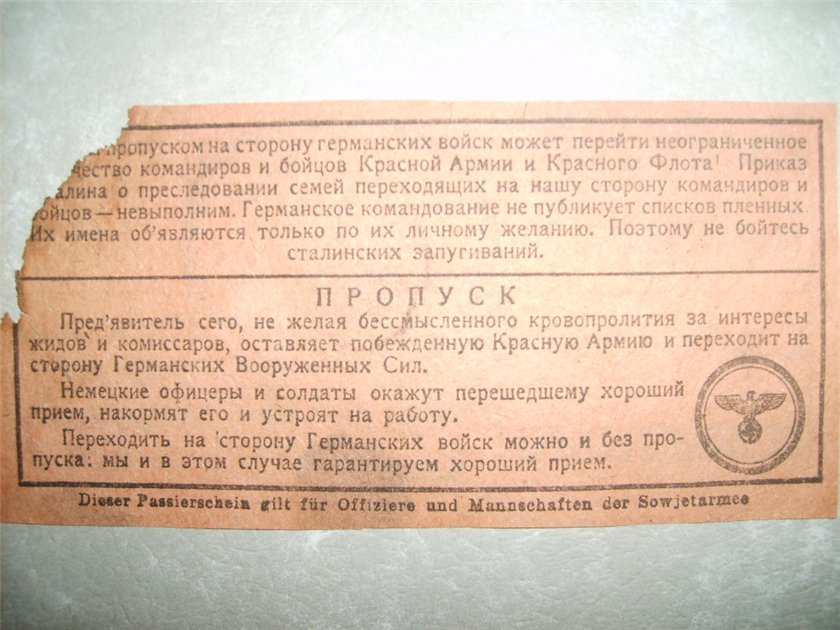 пропуском на сторону германских войск может перейти неограниченное
чество командиров и бойцов Красной Армии и Красного Флота! Приказ
алина о преследовании семей переходящих на нашу сторону командиров и
ойцов — невыполним. Германское командование не публикует списков пленных.
Их имена об'являются только по их личному желанию. Поэтому не бойтесь
сталинских запугиваний.
ПРОПУСК
Пред'явитель сего, не желая бессмысленного кровопролития за интересы
жидов и комиссаров, оставляет побежденную Красную Армию и переходит на
сторону Германских Вооруженных Сил.
Немецкие офицеры и солдаты окажут перешедшему хороший
прием, накормят его и устроят на работу.
Переходить на сторону Германских войск можно и без про-
пуска: мы и в этом случае гарантируем хороший прием.
Dieser Passierschein gilt für Offiziere und Mannschaften der Sowjetarmee